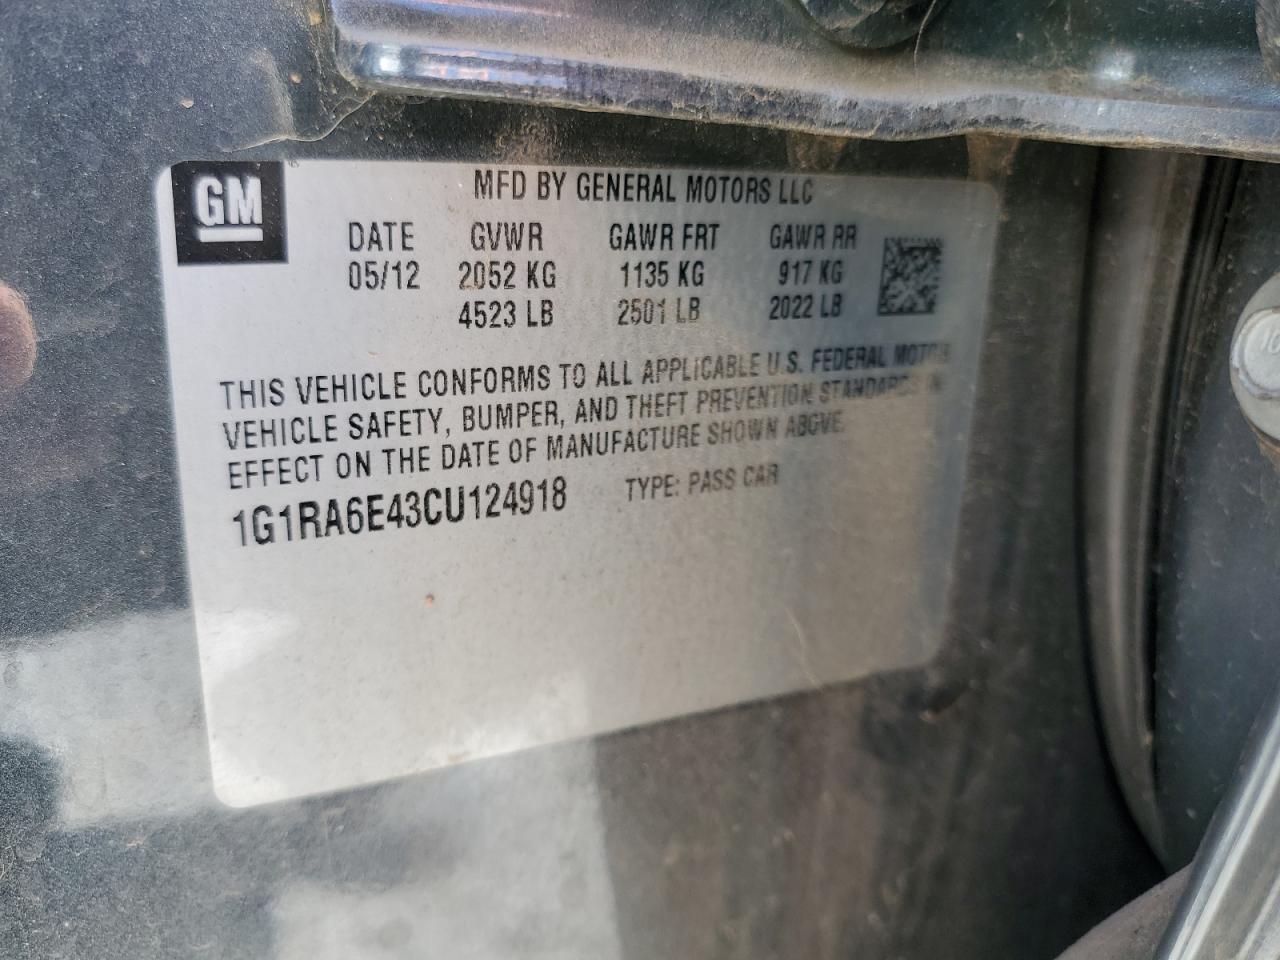 GM
MFD BY GENERAL MOTORS LLC
DATE GVWR GAWR FRT GAWR RR
05/12 2052 KG 1135 KG 917 KG
4523 LB 2501 LB 2022 LB
THIS VEHICLE CONFORMS TO ALL APPLICABLE U.S. FEDERAL MOTOR
VEHICLE SAFETY, BUMPER, AND THEFT PREVENTION STANDARDS IN
EFFECT ON THE DATE OF MANUFACTURE SHOWN ABOVE.
1G1RA6E43CU124918 TYPE: PASS CAR